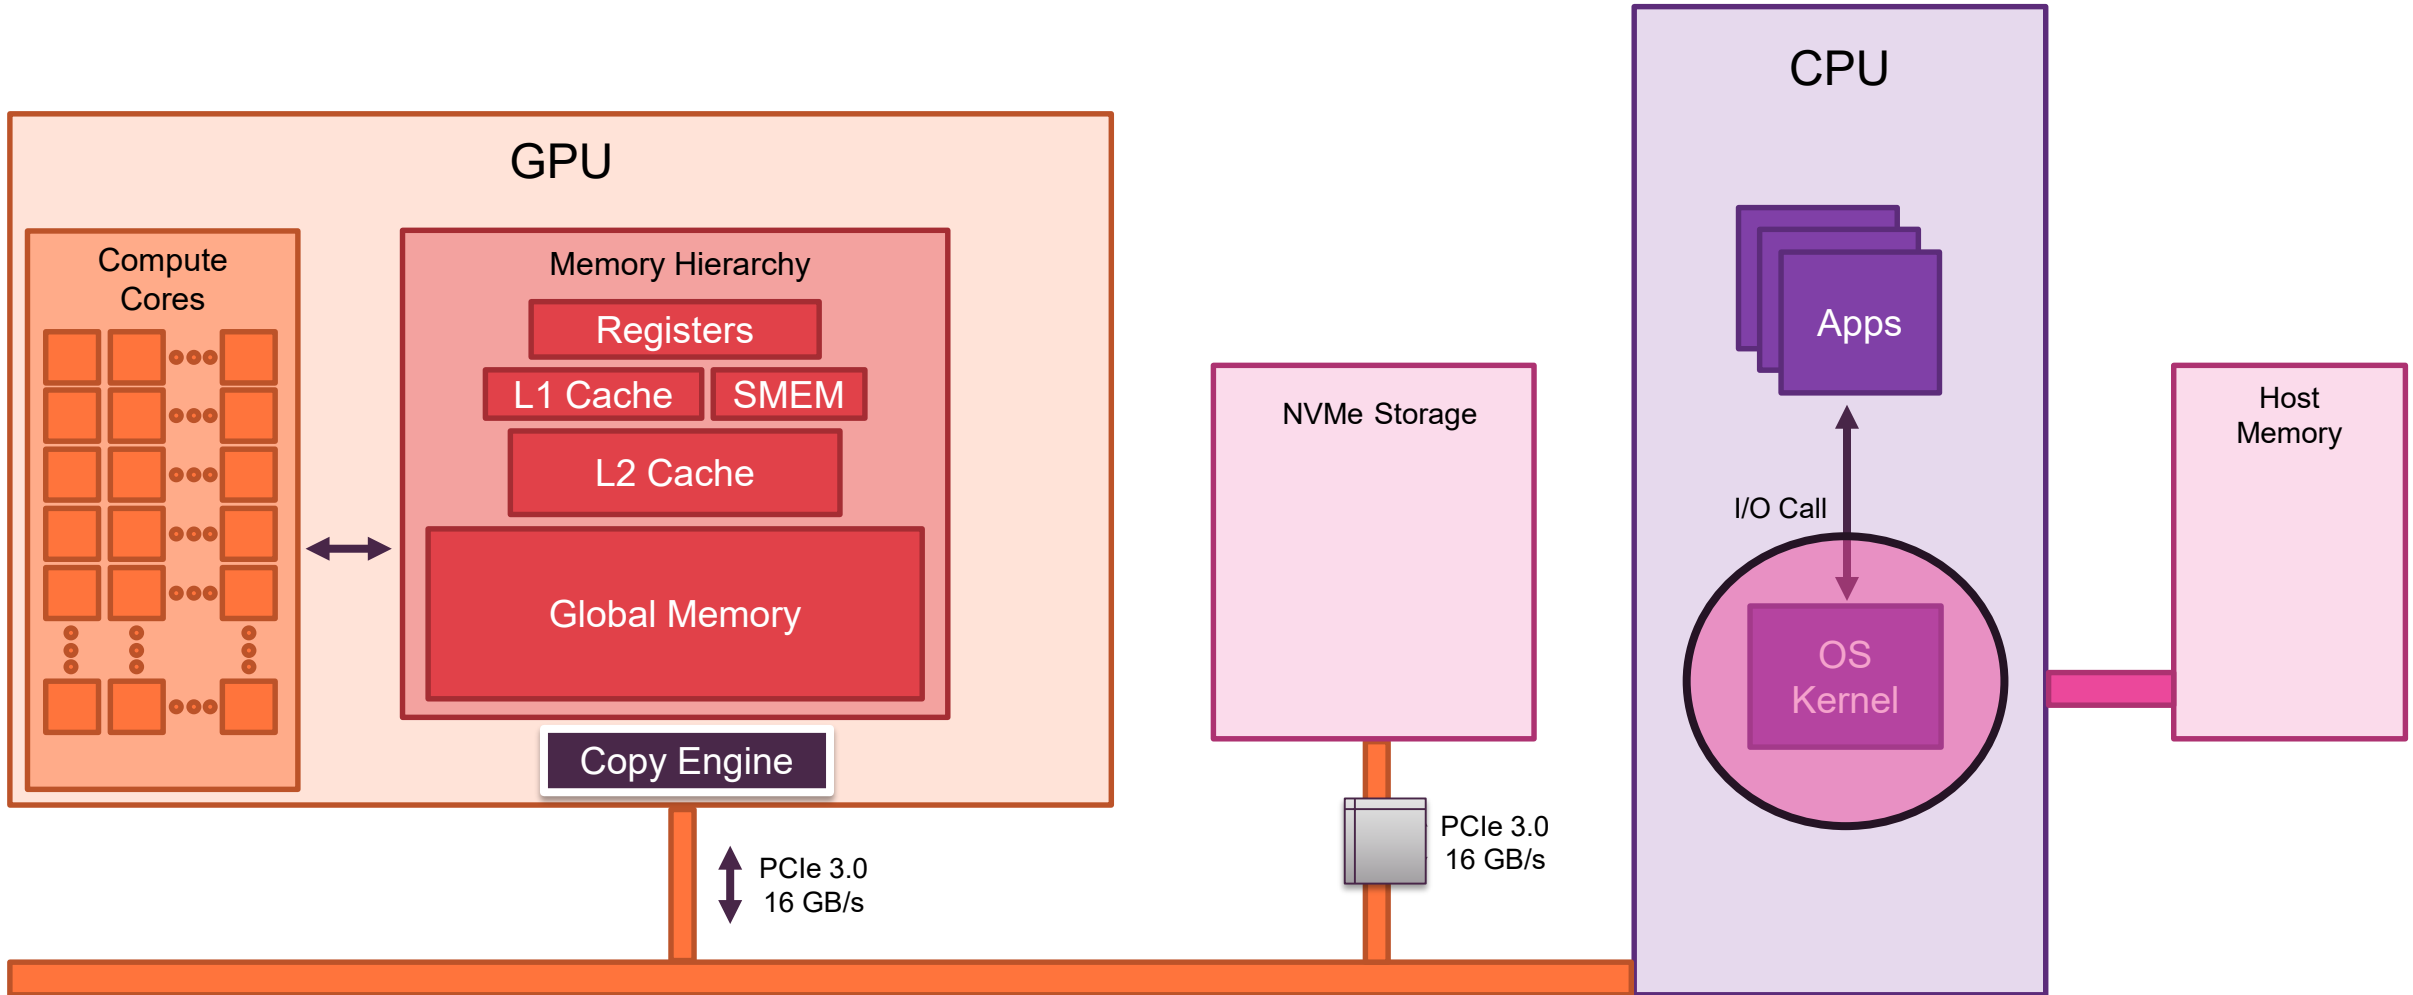 GPU
Compute
Cores
Memory Hierarchy
Registers
L1 Cache
SMEM
L2 Cache
Global Memory
Copy Engine
PCIe 3.0
16 GB/s
NVMe Storage
PCIe 3.0
16 GB/s
CPU
Apps
I/O Call
OS
Kernel
Host
Memory